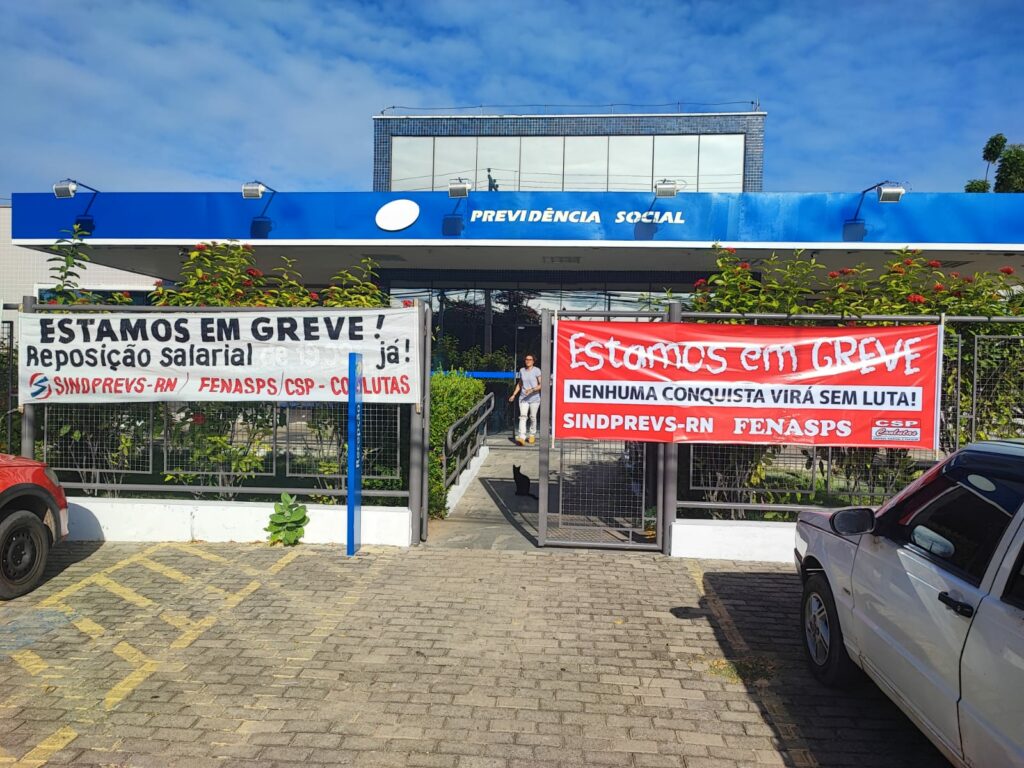 PREVIDÊNCIA SOCIAL
ESTAMOS EM GREVE!
Reposição salarial já!
SINDPREVS-RN / FENASPS/CSP - CONLUTAS
Estamos em GREVE
NENHUMA CONQUISTA VIRÁ SEM LUTA!
SINDPREVS-RN FENASPS
CSP
Conlutas